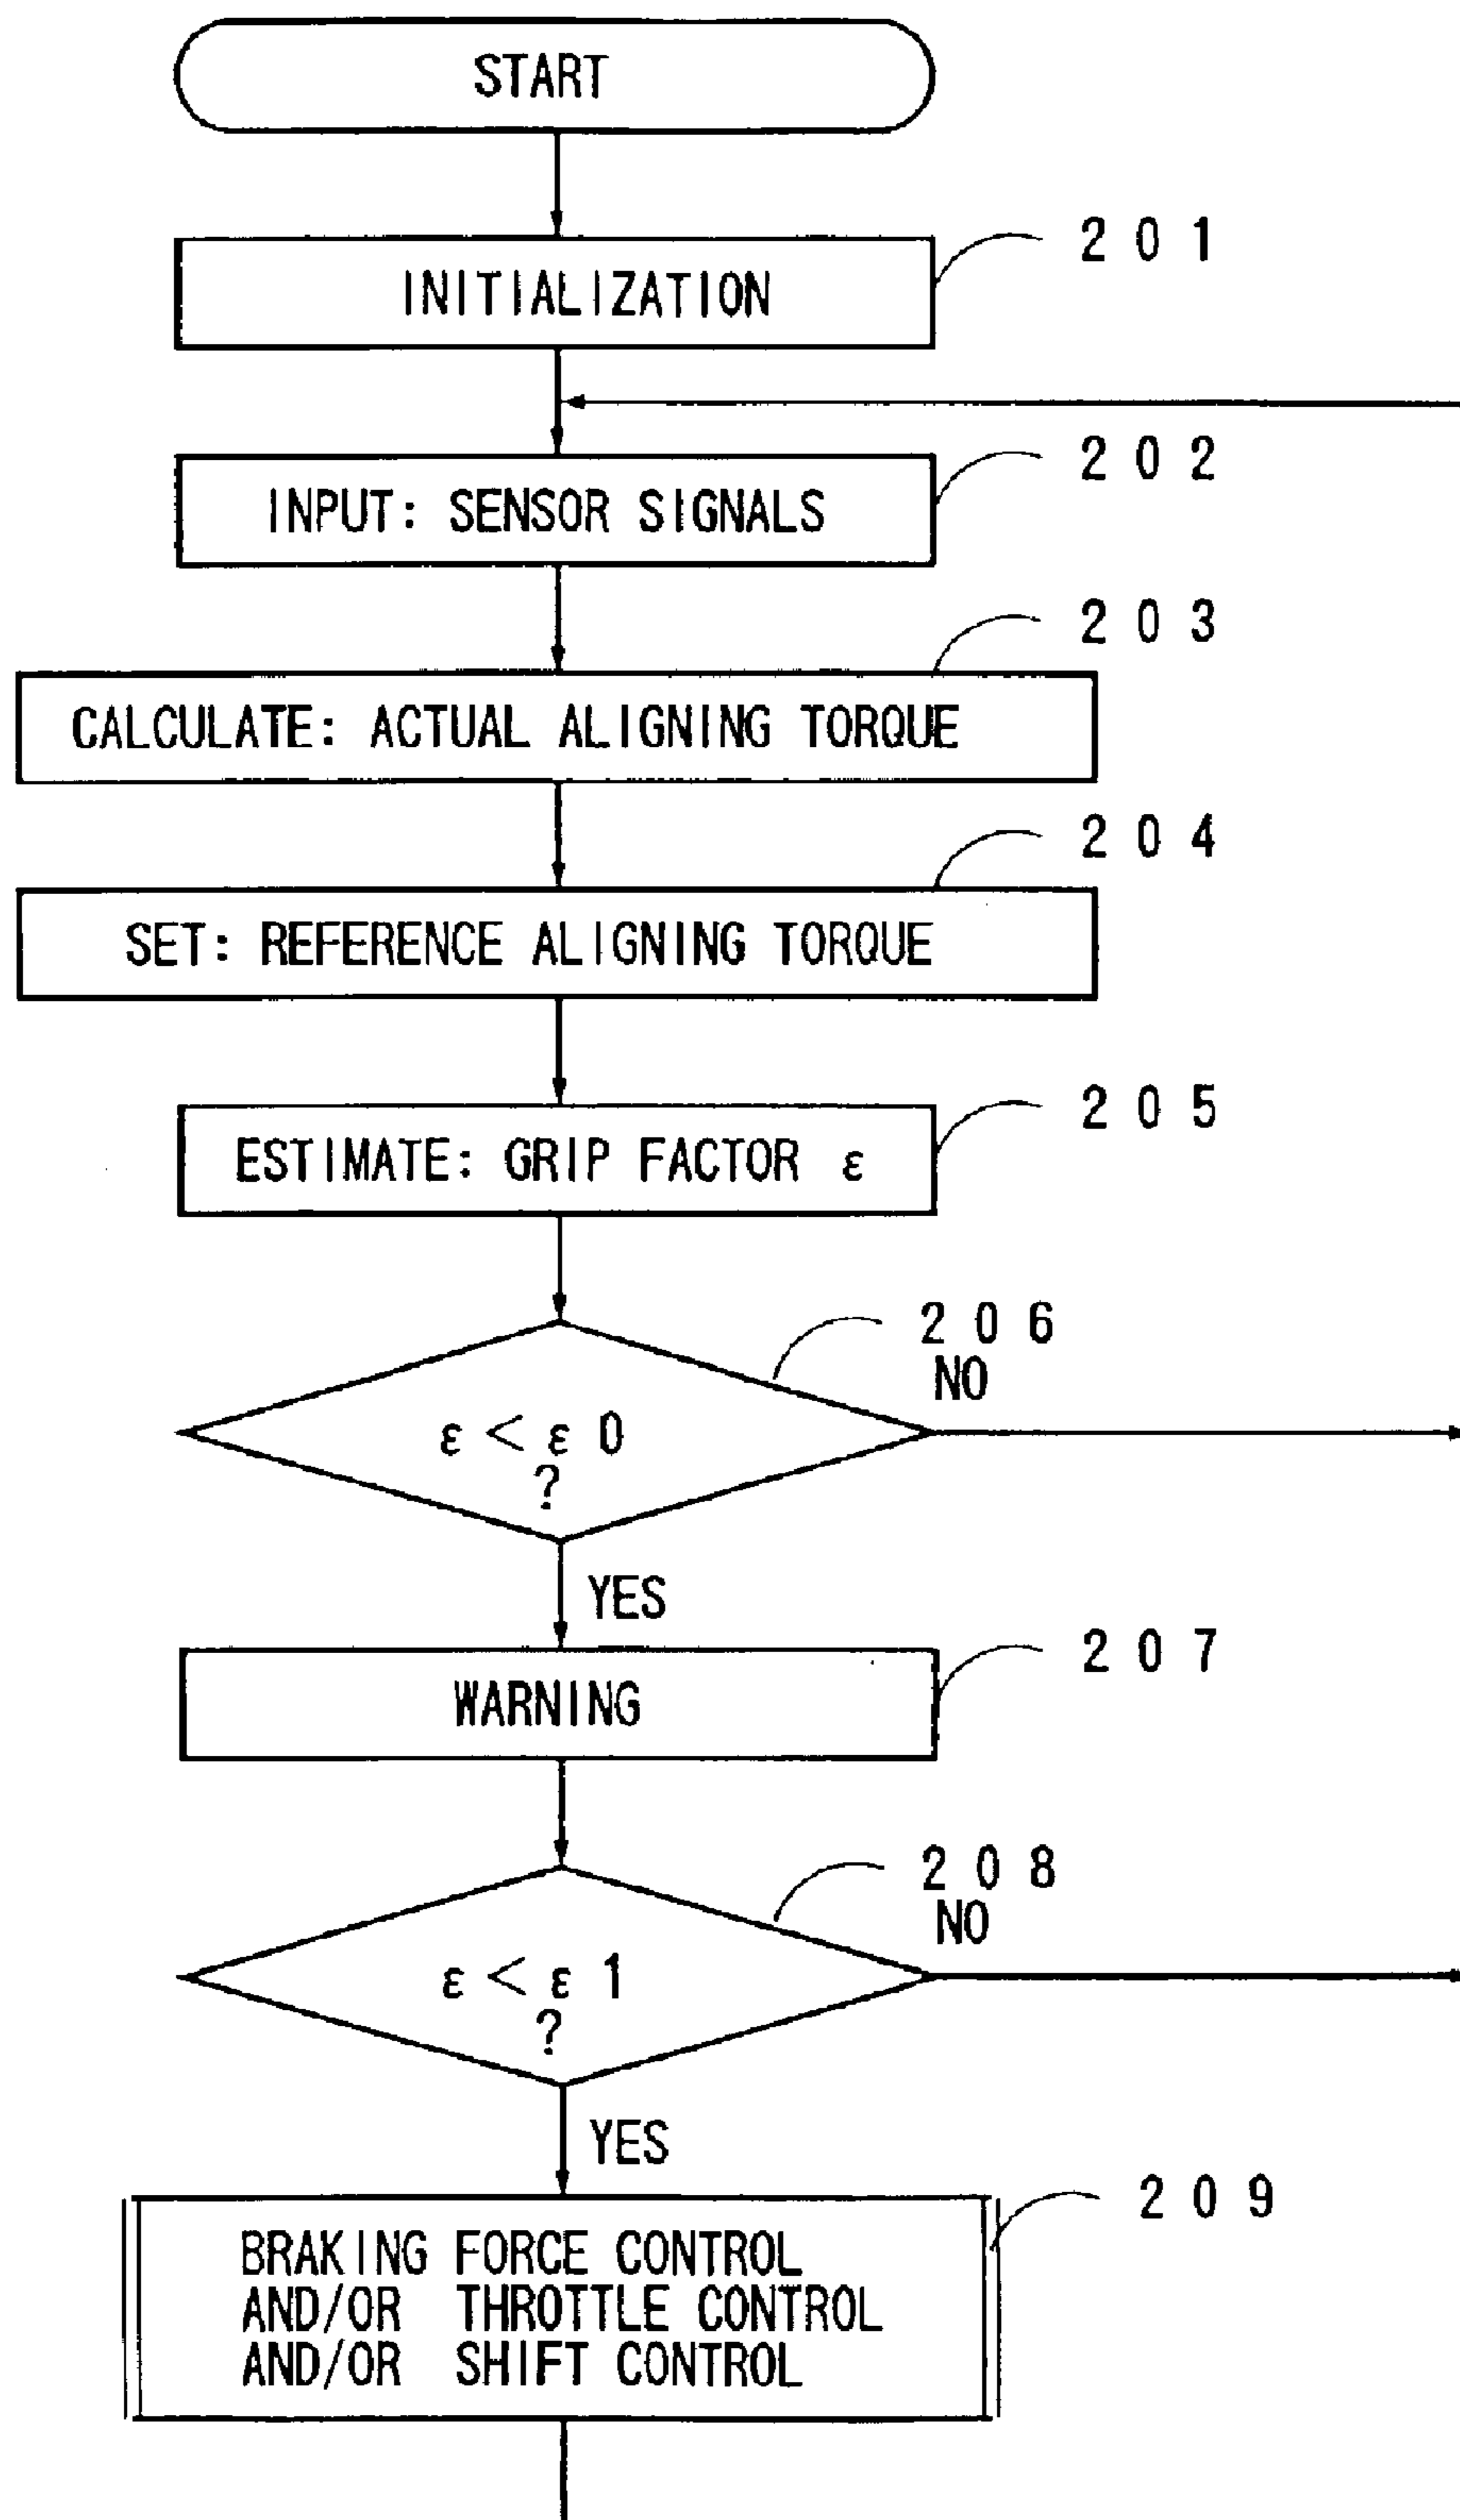 START
201
INITIALIZATION
202
INPUT: SENSOR SIGNALS
203
CALCULATE: ACTUAL ALIGNING TORQUE
204
SET: REFERENCE ALIGNING TORQUE
205
ESTIMATE: GRIP FACTOR ε
206
NO
ε < ε 0
?
YES
207
WARNING
208
NO
ε < ε 1
?
YES
209
BRAKING FORCE CONTROL
AND/OR THROTTLE CONTROL
AND/OR SHIFT CONTROL